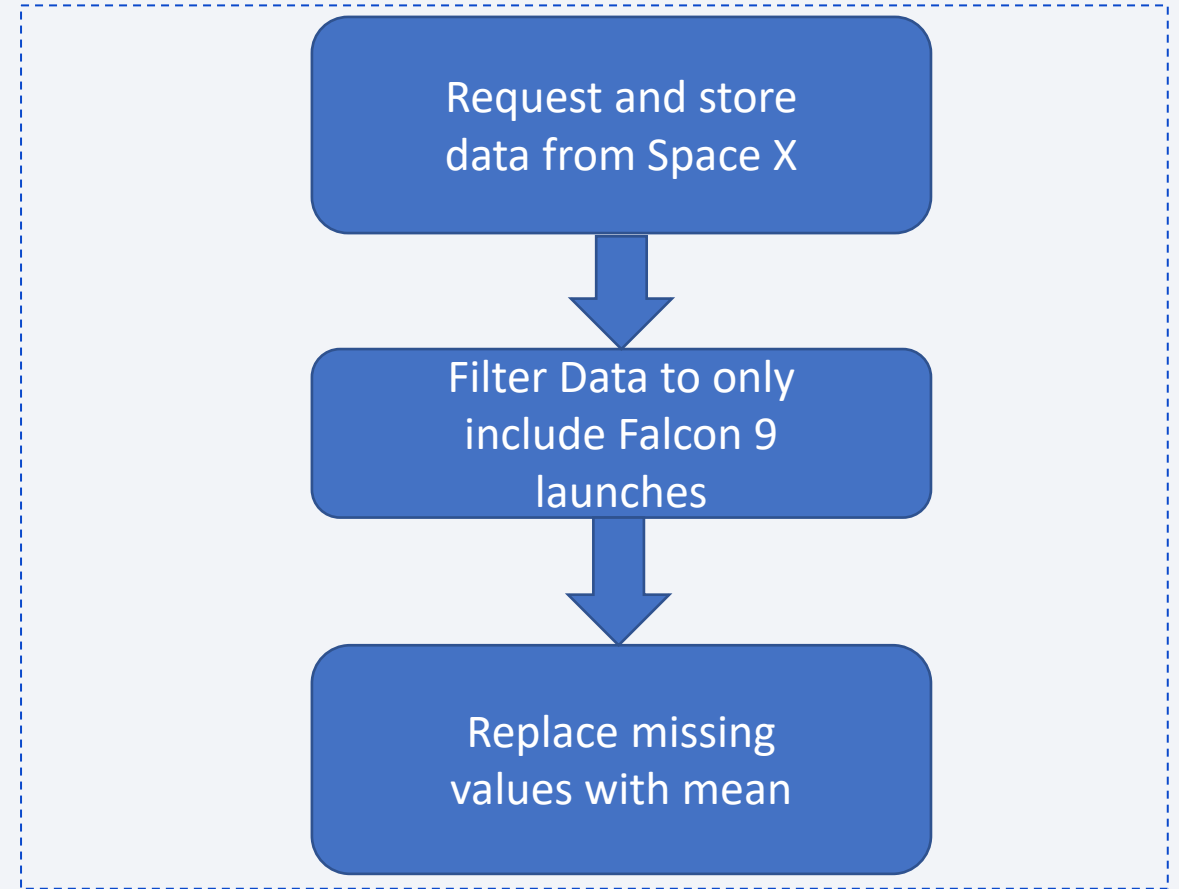 Request and store
data from Space X
Filter Data to only
include Falcon 9
launches
Replace missing
values with mean